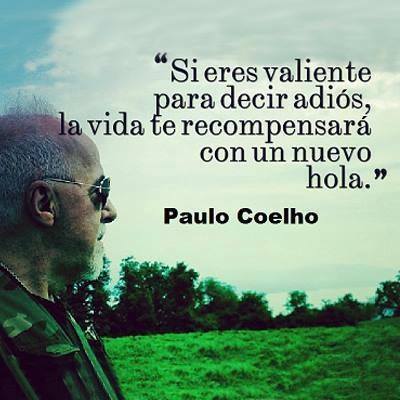 “Si eres valiente
para decir adiós,
la vida te recompensará
con un nuevo
hola.”
Paulo Coelho